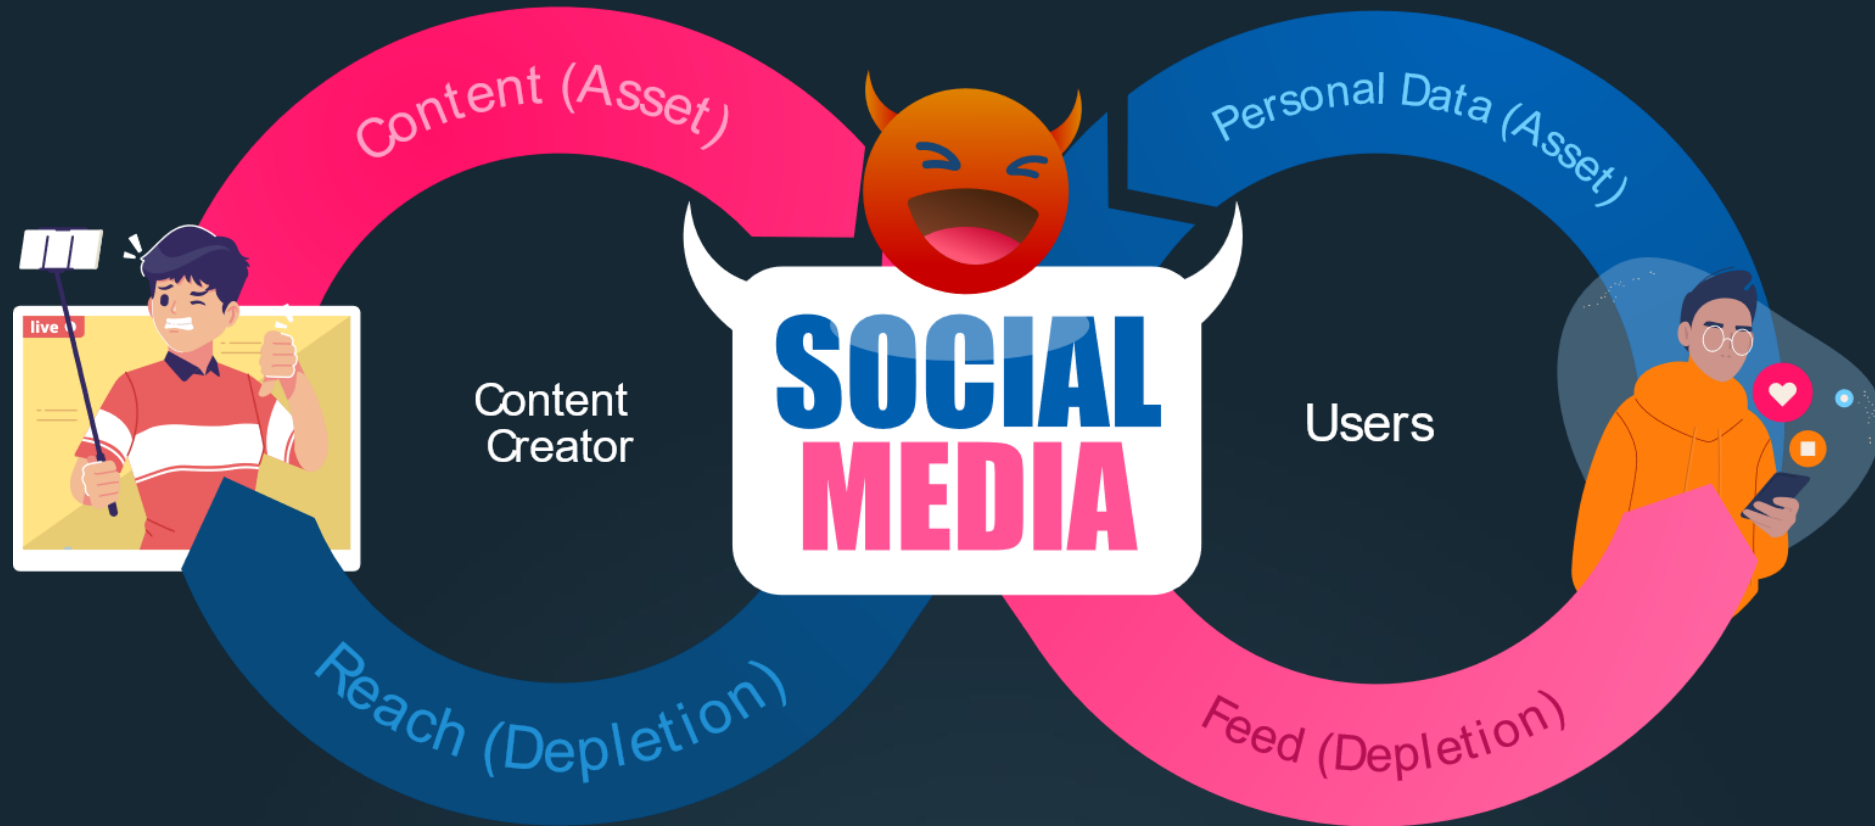 Content (Asset)
Personal Data (Asset)
live
Content
Creator
SOCIAL
MEDIA
Users
Reach (Depletion)
Feed (Depletion)